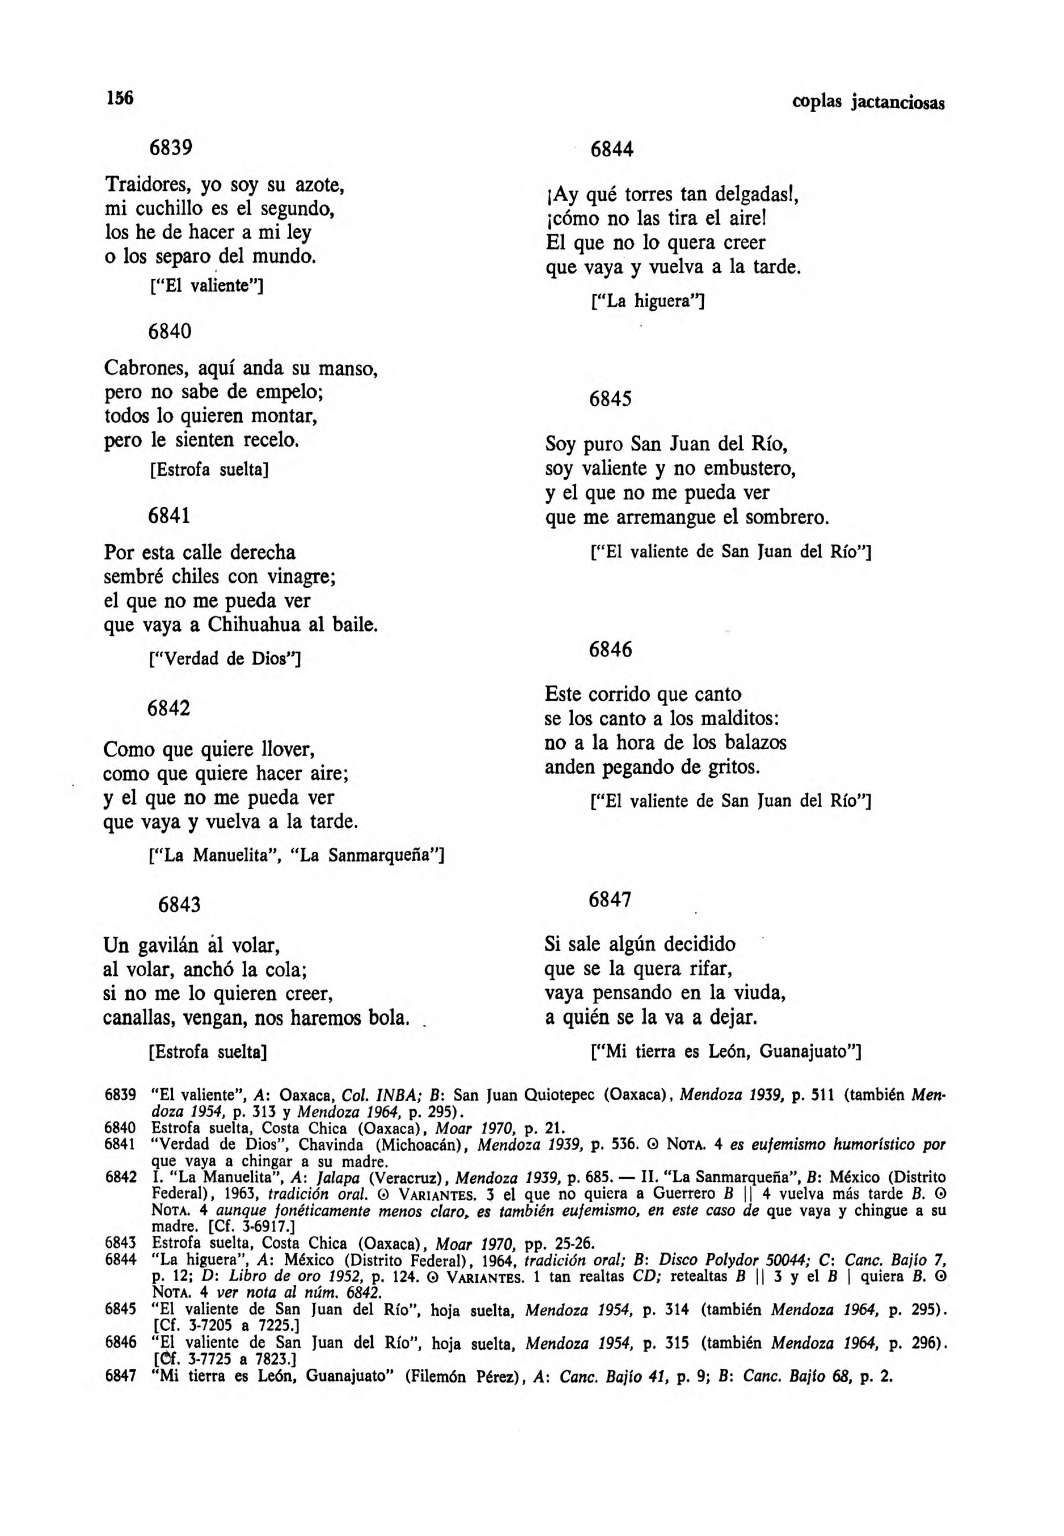 156
coplas jactanciosas
6839
Traidores, yo soy su azote,
mi cuchillo es el segundo,
los he de hacer a mi ley
o los separo del mundo.
["El valiente"]
6840
Cabrones, aquí anda su manso,
pero no sabe de empelo;
todos lo quieren montar,
pero le sienten recelo.
[Estrofa suelta]
6841
Por esta calle derecha
sembré chiles con vinagre;
el que no me pueda ver
que vaya a Chihuahua al baile.
["Verdad de Dios"]
6842
Como que quiere llover,
como que quiere hacer aire;
y el que no me pueda ver
que vaya y vuelva a la tarde.
["La Manuelita", "La Sanmarqueña"]
6843
Un gavilán al volar,
al volar, anchó la cola;
si no me lo quieren creer,
canallas, vengan, nos haremos bola.
[Estrofa suelta]
6844
¡Ay qué torres tan delgadas!,
¡cómo no las tira el aire!
El que no lo quera creer
que vaya y vuelva a la tarde.
["La higuera"]
6845
Soy puro San Juan del Río,
soy valiente y no embustero,
y el que no me pueda ver
que me arremangue el sombrero.
["El valiente de San Juan del Río"]
6846
Este corrido que canto
se los canto a los malditos:
no a la hora de los balazos
anden pegando de gritos.
["El valiente de San Juan del Río"]
6847
Si sale algún decidido
que se la quera rifar,
vaya pensando en la viuda,
a quién se la va a dejar.
["Mi tierra es León, Guanajuato"]
6839 "El valiente", A: Oaxaca, Col. INBA; B: San Juan Quiotepec (Oaxaca), Mendoza 1939, p. 511 (también Men-
doza 1954, p. 313 y Mendoza 1964, p. 295).
6840 Estrofa suelta, Costa Chica (Oaxaca), Moar 1970, p. 21.
6841 "Verdad de Dios", Chavinda (Michoacán), Mendoza 1939, p. 536. ⊙ NOTA. 4 es eufemismo humorístico por
que vaya a chingar a su madre.
6842 I. "La Manuelita", A: Jalapa (Veracruz), Mendoza 1939, p. 685. — II. "La Sanmarqueña", B: México (Distrito
Federal), 1963, tradición oral. ⊙ VARIANTES. 3 el que no quiera a Guerrero B || 4 vuelva más tarde B. ⊙
NOTA. 4 aunque fonéticamente menos claro, es también eufemismo, en este caso de que vaya y chingue a su
madre. [Cf. 3-6917.]
6843 Estrofa suelta, Costa Chica (Oaxaca), Moar 1970, pp. 25-26.
6844 "La higuera", A: México (Distrito Federal), 1964, tradición oral; B: Disco Polydor 50044; C: Canc. Bajío 7,
p. 12; D: Libro de oro 1952, p. 124. ⊙ VARIANTES. 1 tan realtas CD; retealtas B || 3 y el B | quiera B. ⊙
NOTA. 4 ver nota al núm. 6842.
6845 "El valiente de San Juan del Río", hoja suelta, Mendoza 1954, p. 314 (también Mendoza 1964, p. 295).
[Cf. 3-7205 a 7225.]
6846 "El valiente de San Juan del Río", hoja suelta, Mendoza 1954, p. 315 (también Mendoza 1964, p. 296).
[Cf. 3-7725 a 7823.]
6847 "Mi tierra es León, Guanajuato" (Filemón Pérez), A: Canc. Bajío 41, p. 9; B: Canc. Bajío 68, p. 2.